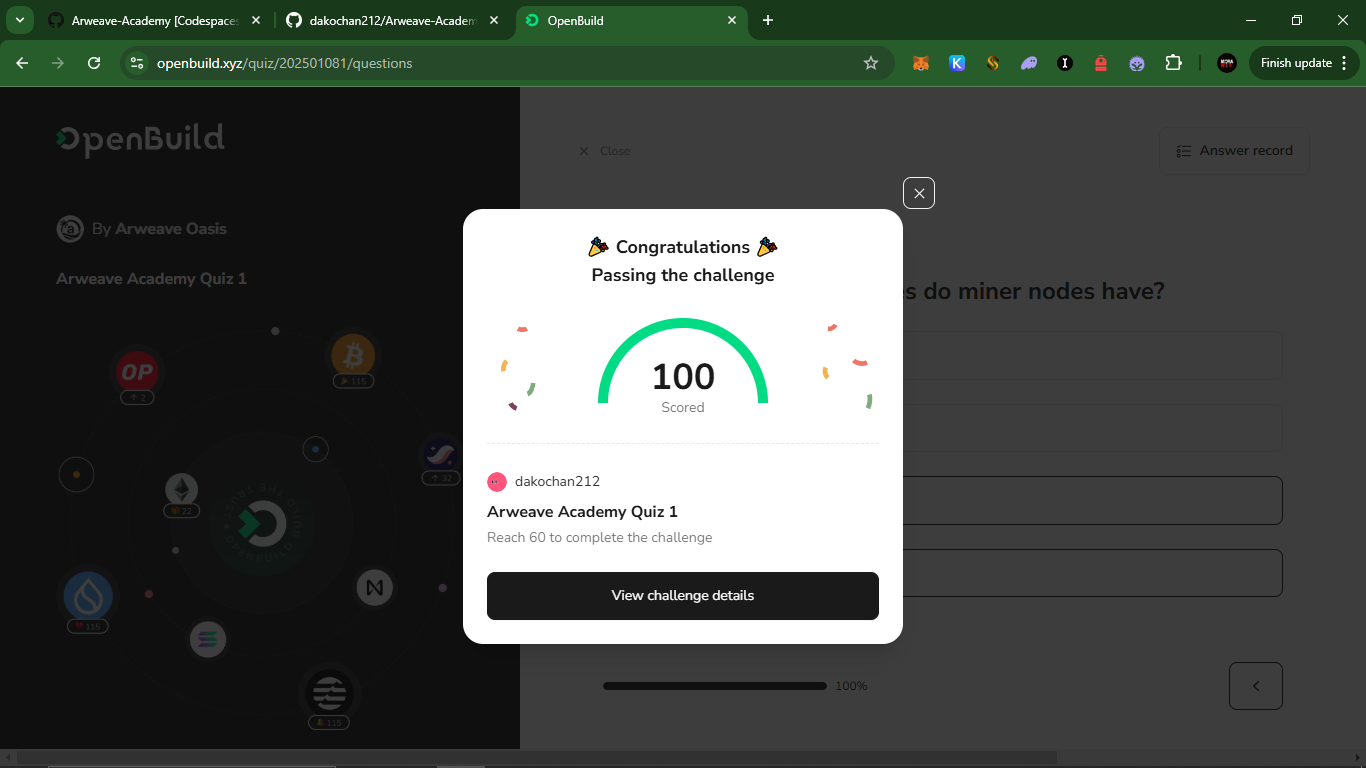 Arweave-Academy [Codespaces
dakochan212/Arweave-Academ
OpenBuild
openbuild.xyz/quiz/202501081/questions
Finish update
OpenBuild
Close
Answer record
By Arweave Oasis
Arweave Academy Quiz 1
Congratulations
Passing the challenge
s do miner nodes have?
100
Scored
OP
2
115
32
22
dakochan212
Arweave Academy Quiz 1
Reach 60 to complete the challenge
View challenge details
115
115
100%